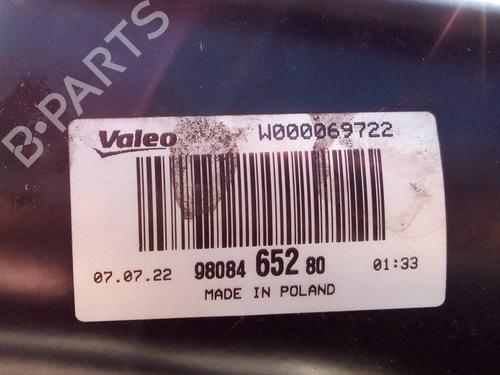 B-PARTS
Valeo W000069722
07.07.22 98084 652 80 01:33
MADE IN POLAND